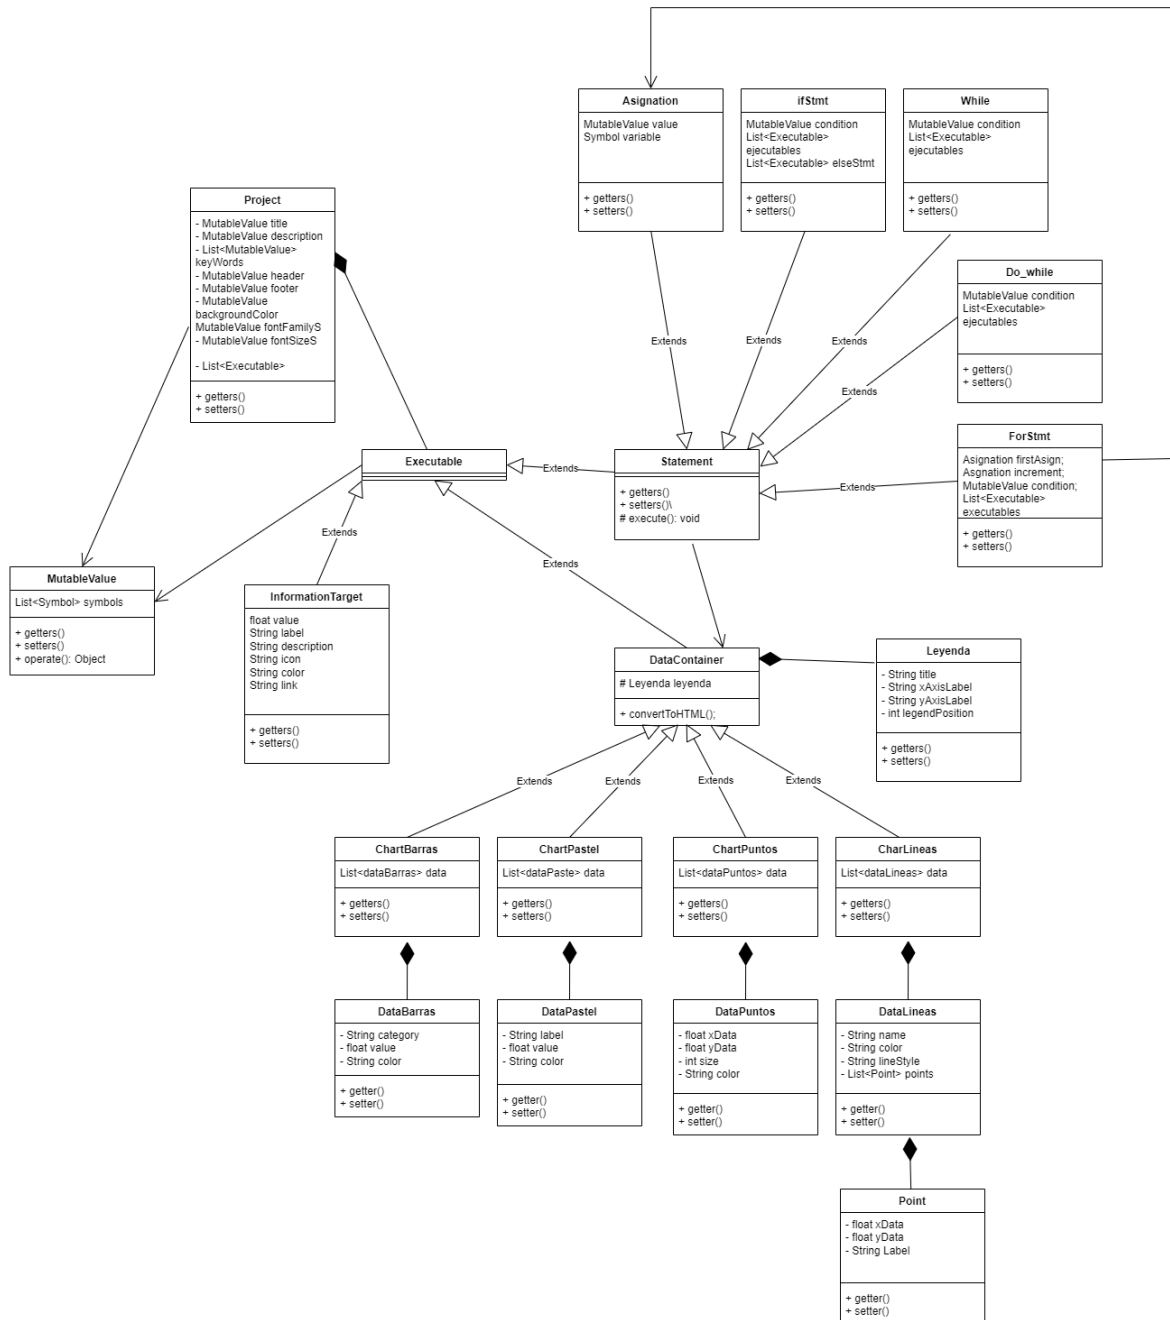 Asignation
MutableValue value
Symbol variable
+ getters()
+ setters()
ifStmt
MutableValue condition
List<Executable>
ejecutables
List<Executable> elseStmt
+ getters()
+ setters()
While
MutableValue condition
List<Executable>
ejecutables
+ getters()
+ setters()
Project
- MutableValue title
- MutableValue description
- List<MutableValue>
keyWords
- MutableValue header
- MutableValue footer
- MutableValue
backgroundColor
MutableValue fontFamilyS
- MutableValue fontSizeS
- List<Executable>
+ getters()
+ setters()
Do_while
MutableValue condition
List<Executable>
ejecutables
+ getters()
+ setters()
Extends
Extends
Extends
Extends
ForStmt
Asignation firstAsign;
Asgnation increment;
MutableValue condition;
List<Executable>
executables
+ getters()
+ setters()
Executable
Extends
Statement
+ getters()
+ setters()\
# execute(): void
Extends
Extends
Extends
MutableValue
List<Symbol> symbols
+ getters()
+ setters()
+ operate(): Object
InformationTarget
float value
String label
String description
String icon
String color
String link
+ getters()
+ setters()
DataContainer
# Leyenda leyenda
+ convertToHTML();
Leyenda
- String title
- String xAxisLabel
- String yAxisLabel
- int legendPosition
+ getters()
+ setters()
Extends
Extends
Extends
Extends
ChartBarras
List<dataBarras> data
+ getters()
+ setters()
ChartPastel
List<dataPaste> data
+ getters()
+ setters()
ChartPuntos
List<dataPuntos> data
+ getters()
+ setters()
CharLineas
List<dataLineas> data
+ getters()
+ setters()
DataBarras
- String category
- float value
- String color
+ getter()
+ setter()
DataPastel
- String label
- float value
- String color
+ getter()
+ setter()
DataPuntos
- float xData
- float yData
- int size
- String color
+ getter()
+ setter()
DataLineas
- String name
- String color
- String lineStyle
- List<Point> points
+ getter()
+ setter()
Point
- float xData
- float yData
- String Label
+ getter()
+ setter()